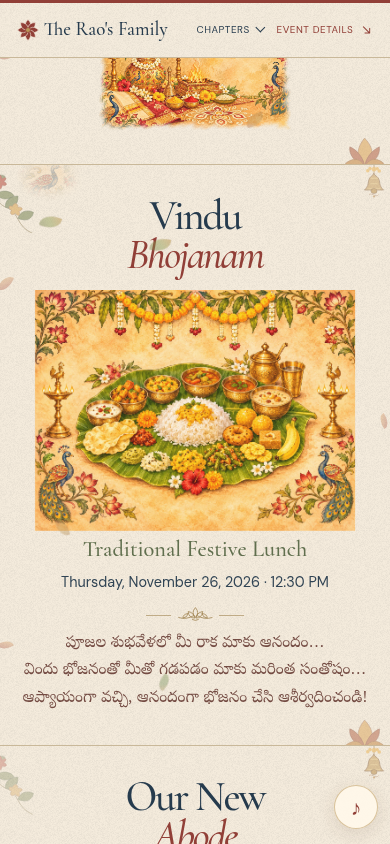 The Rao's Family
CHAPTERS
EVENT DETAILS
Vindu
Bhojanam
Traditional Festive Lunch
Thursday, November 26, 2026 · 12:30 PM
పూజల శుభవేళలో మీ రాక మాకు ఆనందం...
విందు భోజనంతో మీతో గడపడం మాకు మరింత సంతోషం...
ఆప్యాయంగా వచ్చి, ఆనందంగా భోజనం చేసి ఆశీర్వదించండి!
Our New
Abode